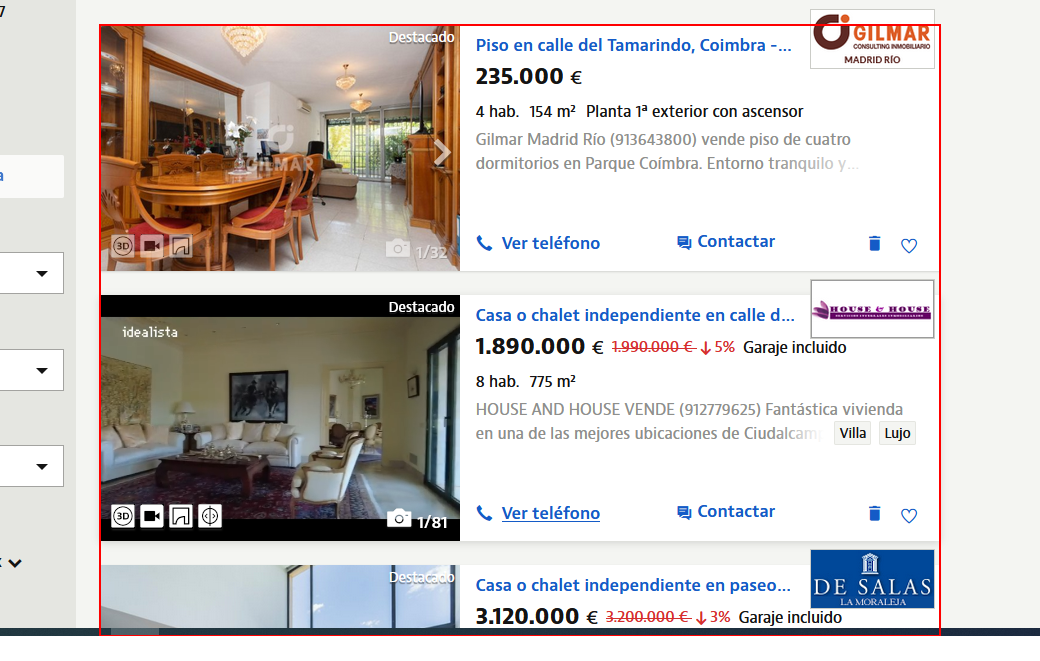 7
a
Destacado
GILMAR
CONSULTING INMOBILIARIO
MADRID RÍO
Piso en calle del Tamarindo, Coimbra -...
235.000 €
4 hab. 154 m² Planta 1ª exterior con ascensor
Gilmar Madrid Río (913643800) vende piso de cuatro
dormitorios en Parque Coímbra. Entorno tranquilo y...
GILMAR
3D
1/32
Ver teléfono
Contactar
Destacado
idealista
HOUSE & HOUSE
Casa o chalet independiente en calle d...
1.890.000 € 1.990.000 € ↓ 5% Garaje incluido
8 hab. 775 m²
HOUSE AND HOUSE VENDE (912779625) Fantástica vivienda
en una de las mejores ubicaciones de Ciudalcamp
Villa
Lujo
3D
1/81
Ver teléfono
Contactar
Destacado
DE SALAS
LA MORALEJA
Casa o chalet independiente en paseo...
3.120.000 € 3.200.000 € ↓ 3% Garaje incluido